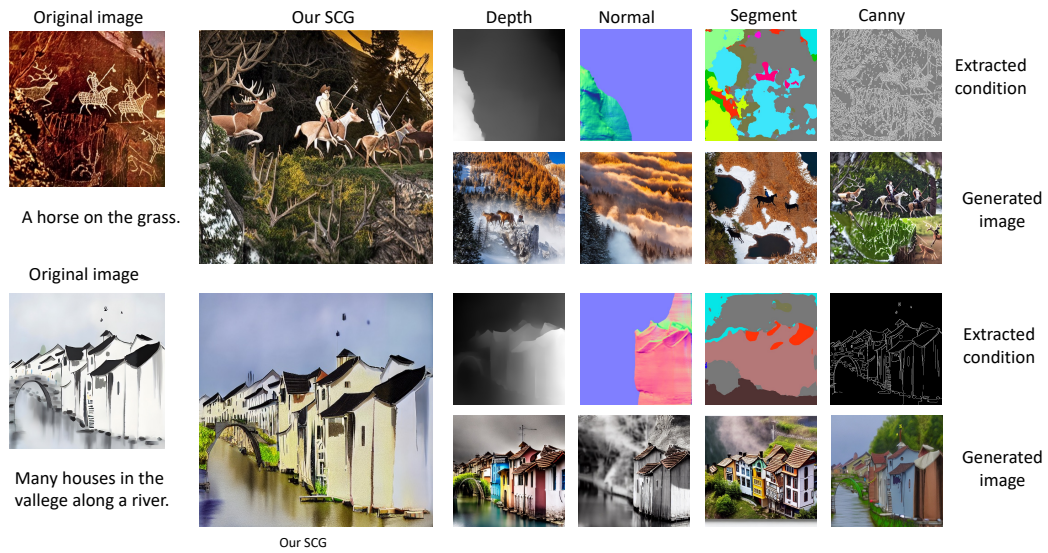 Original image
Our SCG
Depth
Normal
Segment
Canny
Extracted
condition
A horse on the grass.
Generated
image
Original image
Extracted
condition
Many houses in the
vallege along a river.
Generated
image
Our SCG